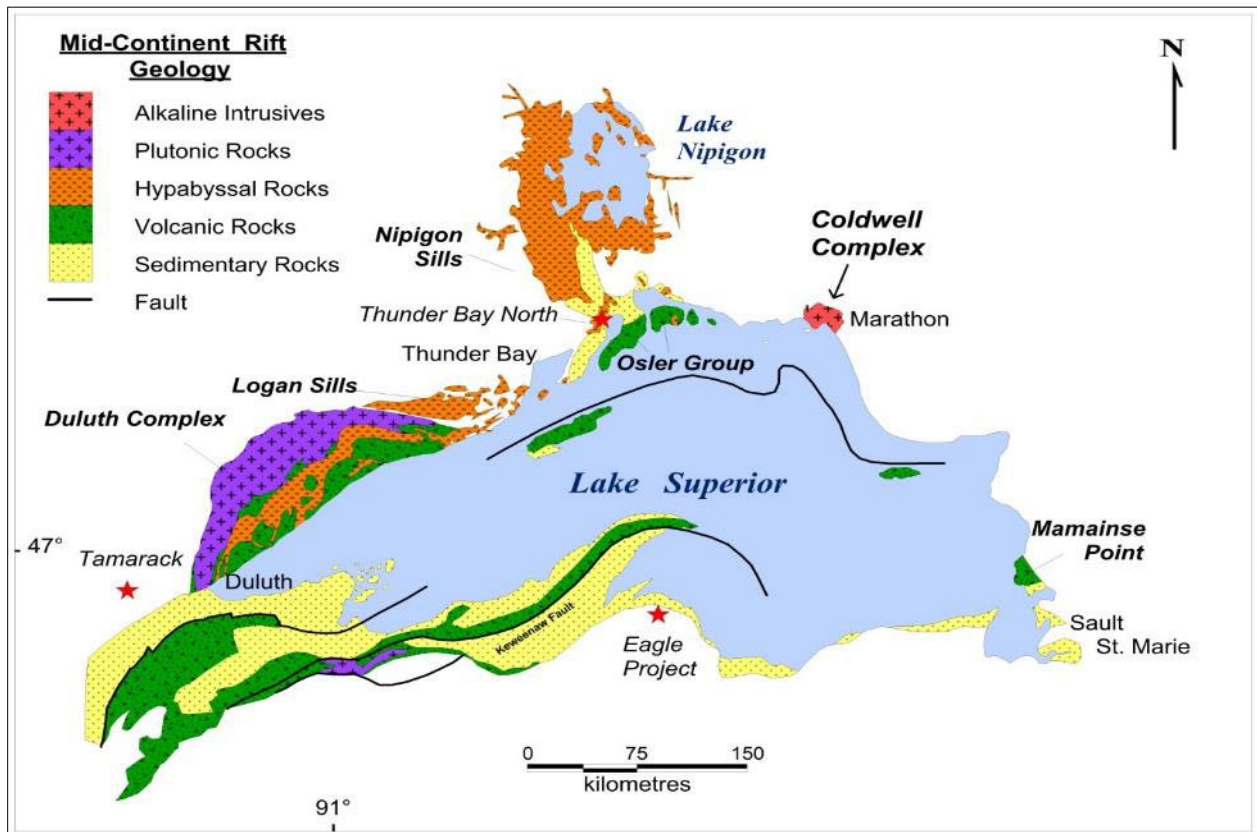 Mid-Continent Rift
Geology
Alkaline Intrusives
Plutonic Rocks
Hypabyssal Rocks
Volcanic Rocks
Sedimentary Rocks
Fault
N
Lake
Nipigon
Coldwell
Complex
Nipigon
Sills
Thunder Bay North
Marathon
Thunder Bay
Osler Group
Logan Sills
Duluth Complex
Lake Superior
47°
Tamarack
Mamainse
Point
Duluth
Keweenaw Fault
Sault
St. Marie
Eagle
Project
0 75 150
kilometres
91°